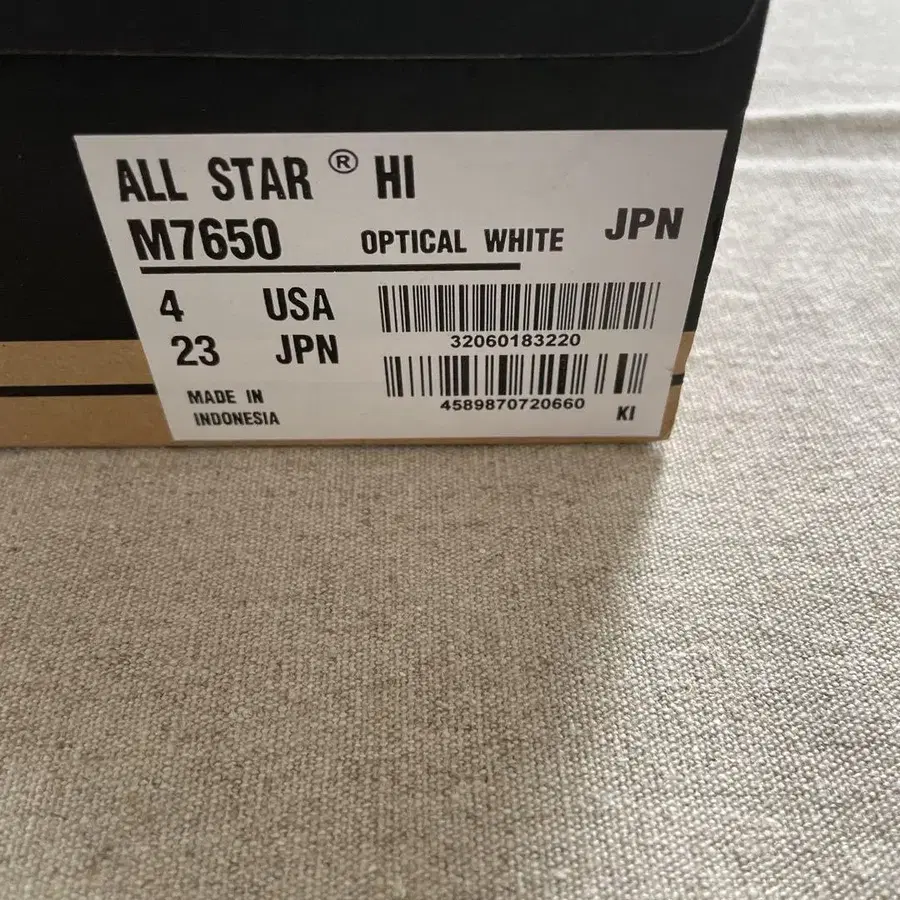 ALL STAR ® HI
M7650 OPTICAL WHITE JPN
4 USA
32060183220
23 JPN
4589870720660
MADE IN
INDONESIA
KI